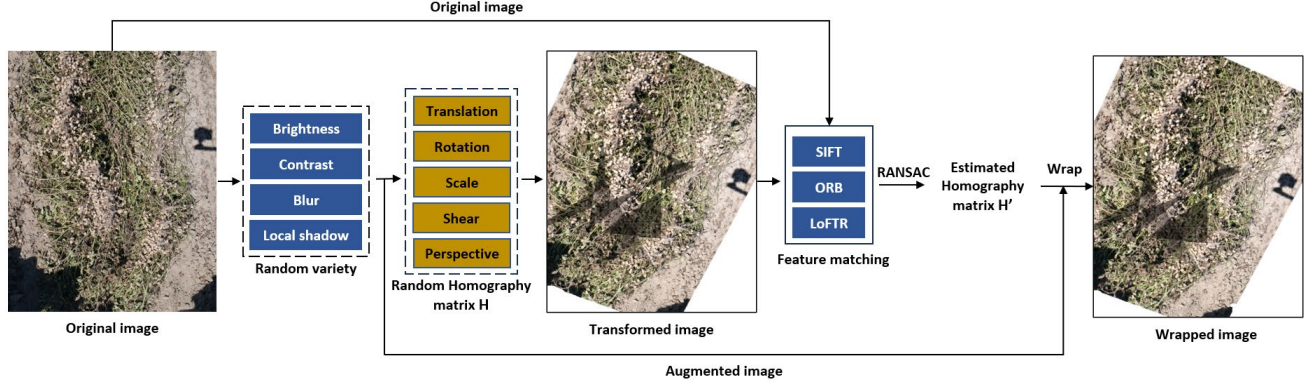 Original image
Brightness
Contrast
Blur
Local shadow
Random variety
Translation
Rotation
Scale
Shear
Perspective
Random Homography
matrix H
Original image
Transformed image
SIFT
ORB
LoFTR
Feature matching
RANSAC
Estimated
Homography
matrix H’
Wrap
Wrapped image
Augmented image